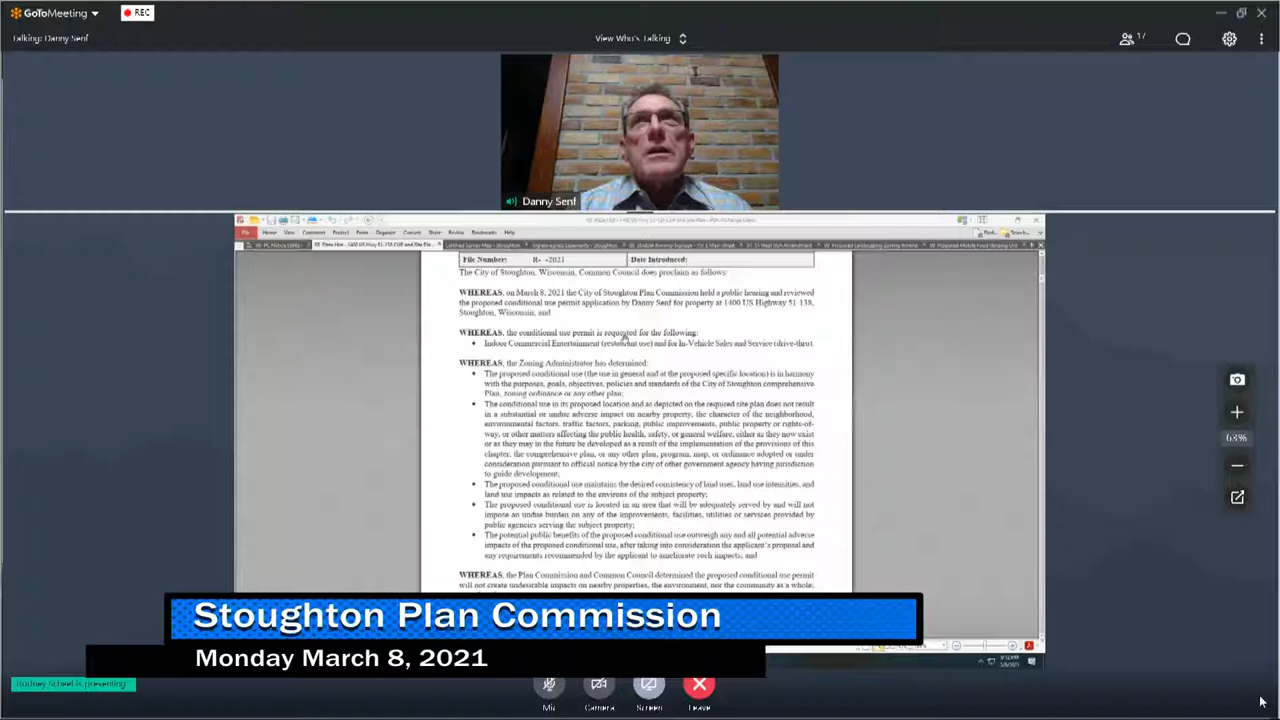 GoToMeeting
REC
Talking: Danny Senf
View Who's Talking
17
Danny Senf
File Home View Comment Protect Form Organize Convert Share Review Bookmarks Help
File Number: R- -2021 Date Introduced:
The City of Stoughton, Wisconsin, Common Council does proclaim as follows:
WHEREAS, on March 8, 2021 the City of Stoughton Plan Commission held a public hearing and reviewed
the proposed conditional use permit application by Danny Senf for property at 1400 US Highway 51-138,
Stoughton, Wisconsin, and
WHEREAS, the conditional use permit is requested for the following:
• Indoor Commercial Entertainment (restaurant use) and for In-Vehicle Sales and Service (drive-thru).
WHEREAS, the Zoning Administrator has determined:
• The proposed conditional use (the use in general and at the proposed specific location) is in harmony
with the purposes, goals, objectives, policies and standards of the City of Stoughton comprehensive
Plan, zoning ordinance or any other plan;
• The conditional use in its proposed location and as depicted on the required site plan does not result
in a substantial or undue adverse impact on nearby property, the character of the neighborhood,
environmental factors, traffic factors, parking, public improvements, public property or rights-of-
way, or other matters affecting the public health, safety, or general welfare, either as they now exist
or as they may in the future be developed as a result of the implementation of the provisions of this
chapter, the comprehensive plan, or any other plan, program, map, or ordinance adopted or under
consideration pursuant to official notice by the city of other government agency having jurisdiction
to guide development;
• The proposed conditional use maintains the desired consistency of land uses, land use intensities, and
land use impacts as related to the environs of the subject property;
• The proposed conditional use is located in an area that will be adequately served by and will not
impose an undue burden on any of the improvements, facilities, utilities or services provided by
public agencies serving the subject property;
• The potential public benefits of the proposed conditional use outweigh any and all potential adverse
impacts of the proposed conditional use, after taking into consideration the applicant's proposal and
any requirements recommended by the applicant to ameliorate such impacts; and
WHEREAS, the Plan Commission and Common Council determined the proposed conditional use permit
will not create undesirable impacts on nearby properties, the environment, nor the community as a whole;
63%
Stoughton Plan Commission
Monday March 8, 2021
Rodney Scheel is presenting
Mic Camera Screen Leave